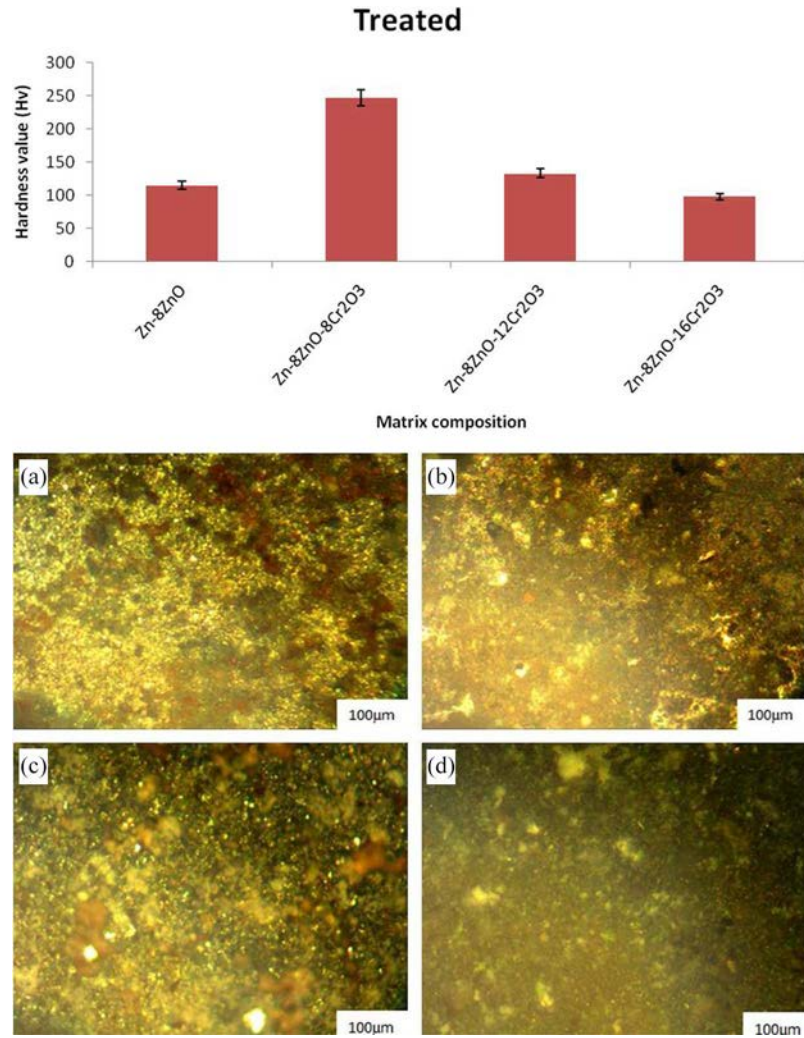 Treated
Hardness value (Hv)
300
250
200
150
100
50
0
Zn-8ZnO
Zn-8ZnO-8Cr2O3
Zn-8ZnO-12Cr2O3
Zn-8ZnO-16Cr2O3
Matrix composition
(a)
(b)
100μm
100μm
(c)
(d)
100μm
100μm